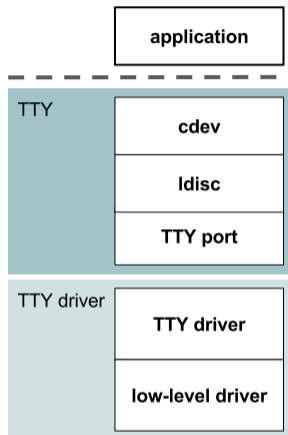 application
TTY
cdev
ldisc
TTY port
TTY driver
TTY driver
low-level driver